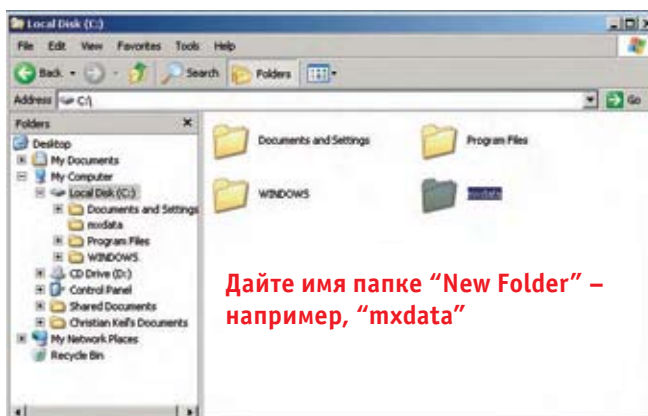 Local Disk (C:)
File Edit View Favorites Tools Help
Back Search Folders
Address C:\ Go
Folders
Desktop
My Documents
My Computer
Local Disk (C:)
Documents and Settings
mxdata
Program Files
WINDOWS
CD Drive (D:)
Control Panel
Shared Documents
Christian Keil's Documents
My Network Places
Recycle Bin
Documents and Settings Program Files
WINDOWS mxdata
Дайте имя папке “New Folder” –
например, “mxdata”